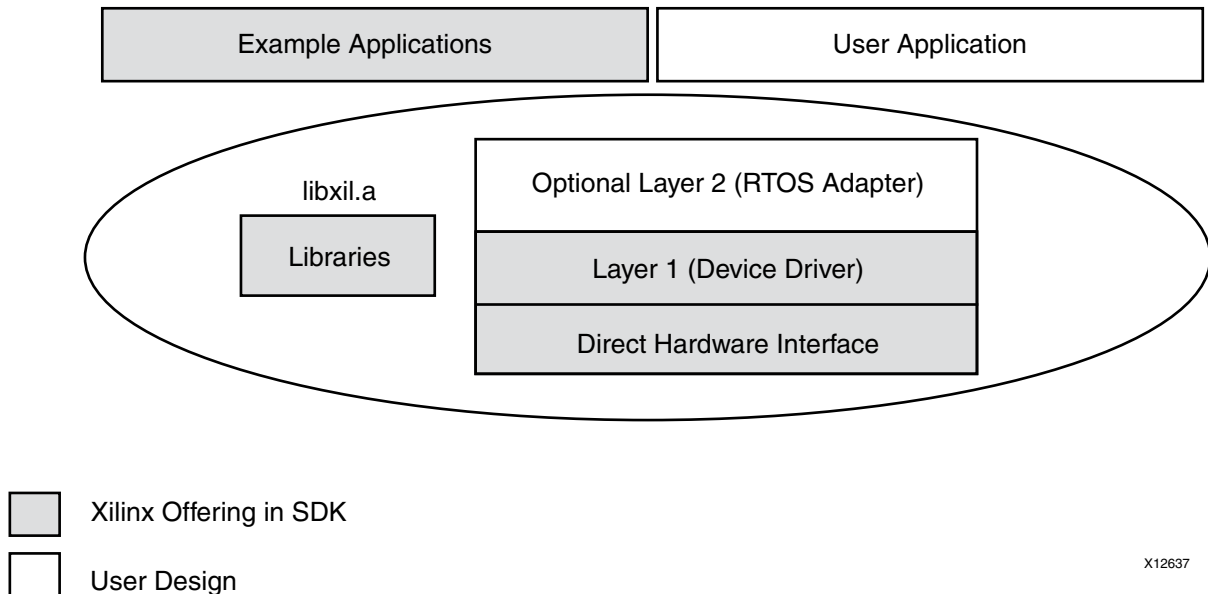 Example Applications
User Application
libxil.a
Libraries
Optional Layer 2 (RTOS Adapter)
Layer 1 (Device Driver)
Direct Hardware Interface
Xilinx Offering in SDK
User Design
X12637